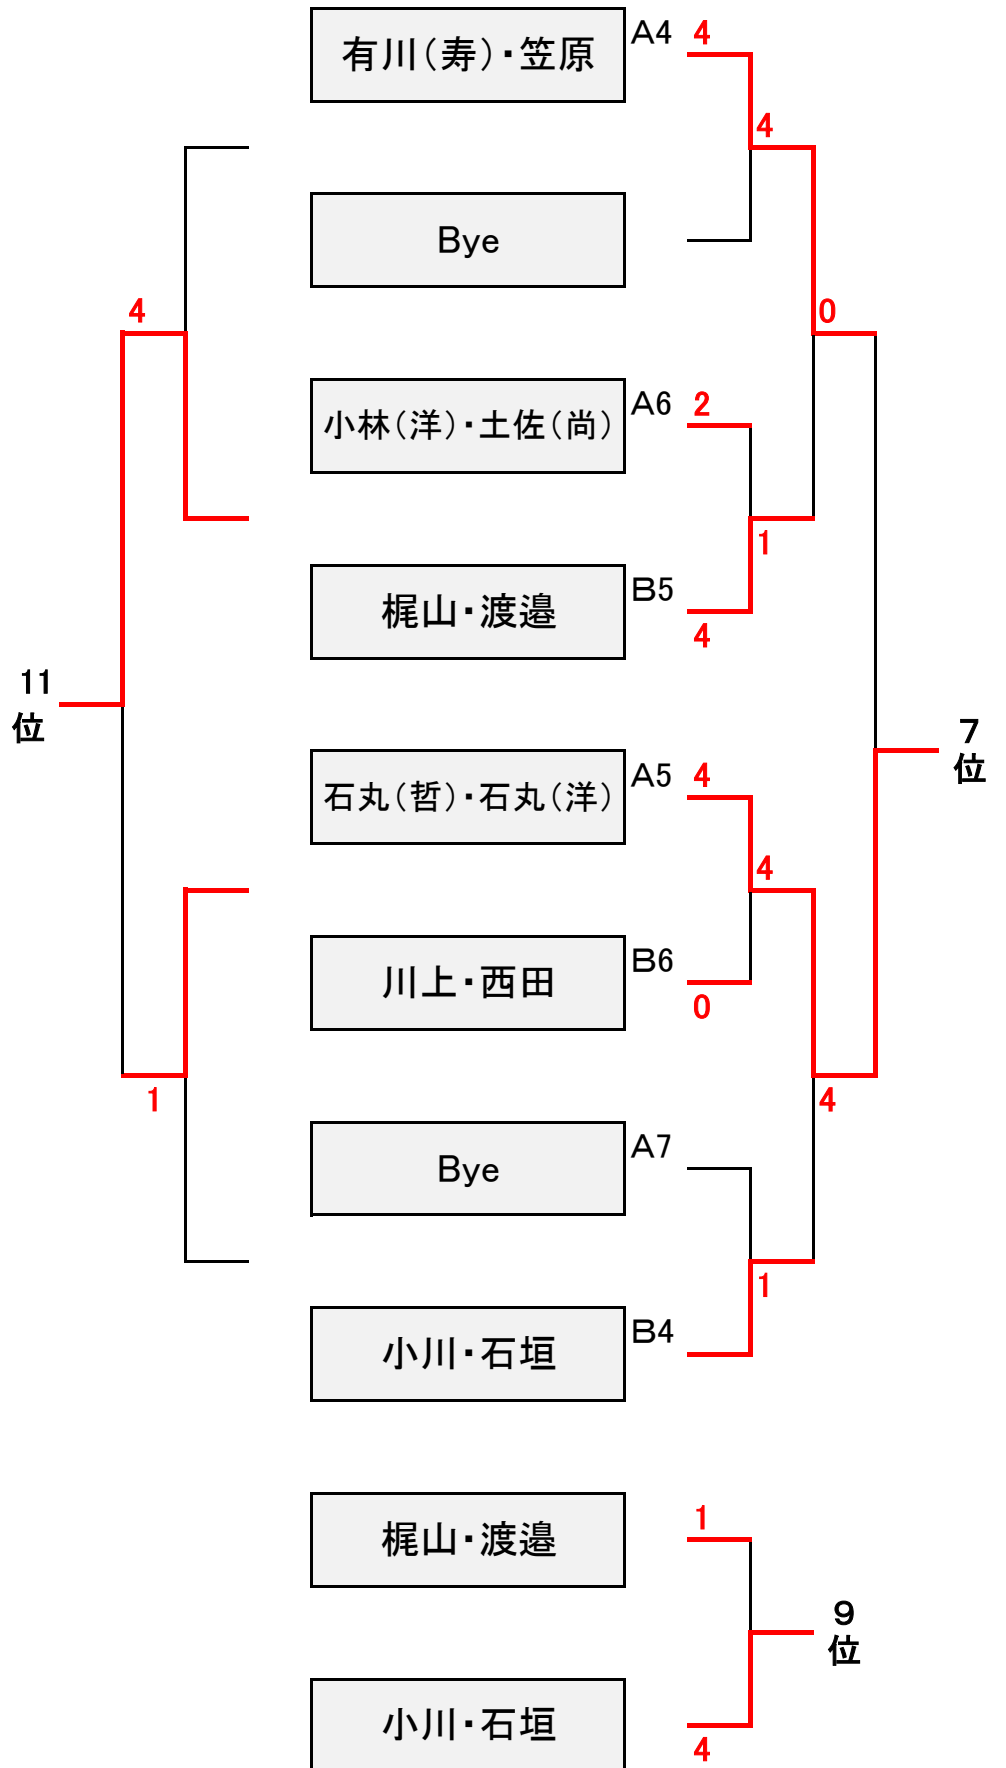 有川(寿)・笠原 A4 4
4
Bye
4
0
小林(洋)・土佐(尚) A6 2
1
梶山・渡邉 B5
4
11
位
7
位
石丸(哲)・石丸(洋) A5 4
4
川上・西田 B6
0
1
4
Bye A7
1
小川・石垣 B4
梶山・渡邉 1
9
位
小川・石垣
4